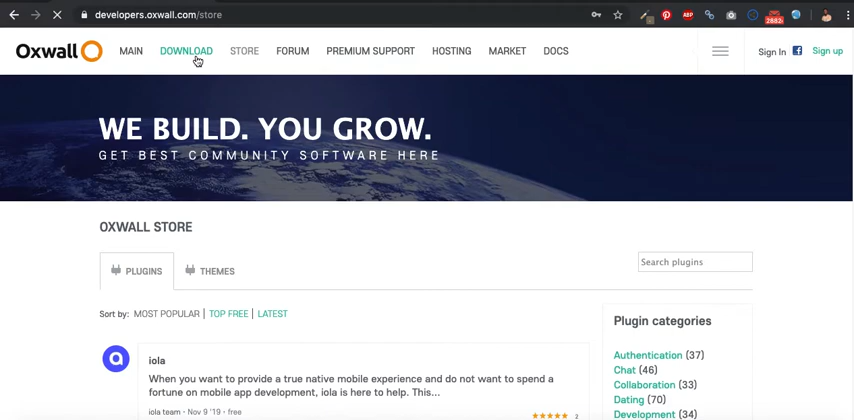 developers.oxwall.com/store
2882
Oxwall MAIN DOWNLOAD STORE FORUM PREMIUM SUPPORT HOSTING MARKET DOCS Sign In Sign up
WE BUILD. YOU GROW.
GET BEST COMMUNITY SOFTWARE HERE
OXWALL STORE
PLUGINS THEMES Search plugins
Sort by: MOST POPULAR | TOP FREE | LATEST
Plugin categories
iola
When you want to provide a true native mobile experience and do not want to spend a
fortune on mobile app development, iola is here to help. This...
iola team · Nov 9 '19 · free 2
Authentication (37)
Chat (46)
Collaboration (33)
Dating (70)
Development (34)